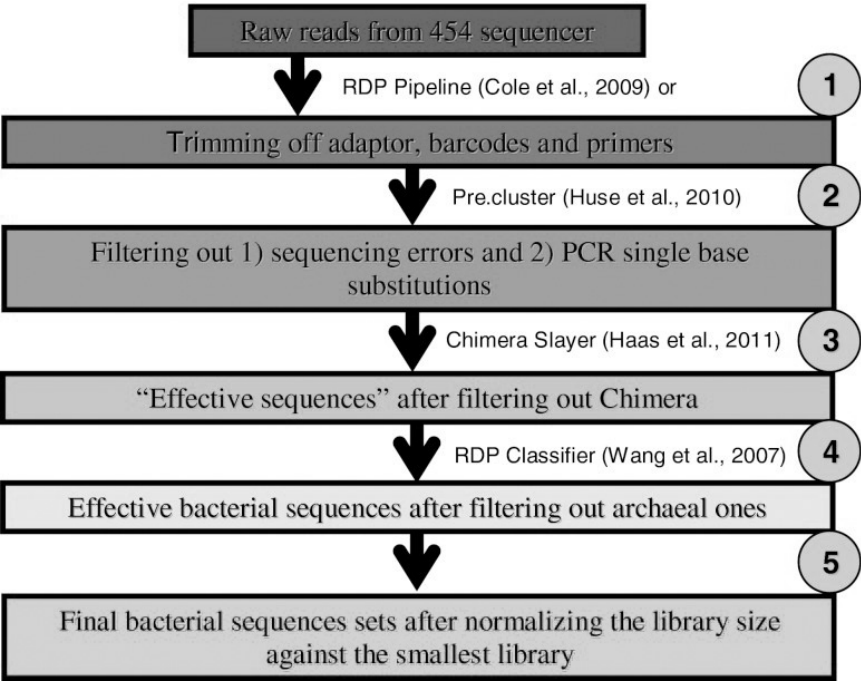 Raw reads from 454 sequencer
RDP Pipeline (Cole et al., 2009) or
1
Trimming off adaptor, barcodes and primers
Pre.cluster (Huse et al., 2010)
2
Filtering out 1) sequencing errors and 2) PCR single base
substitutions
Chimera Slayer (Haas et al., 2011)
3
“Effective sequences” after filtering out Chimera
RDP Classifier (Wang et al., 2007)
4
Effective bacterial sequences after filtering out archaeal ones
5
Final bacterial sequences sets after normalizing the library size
against the smallest library